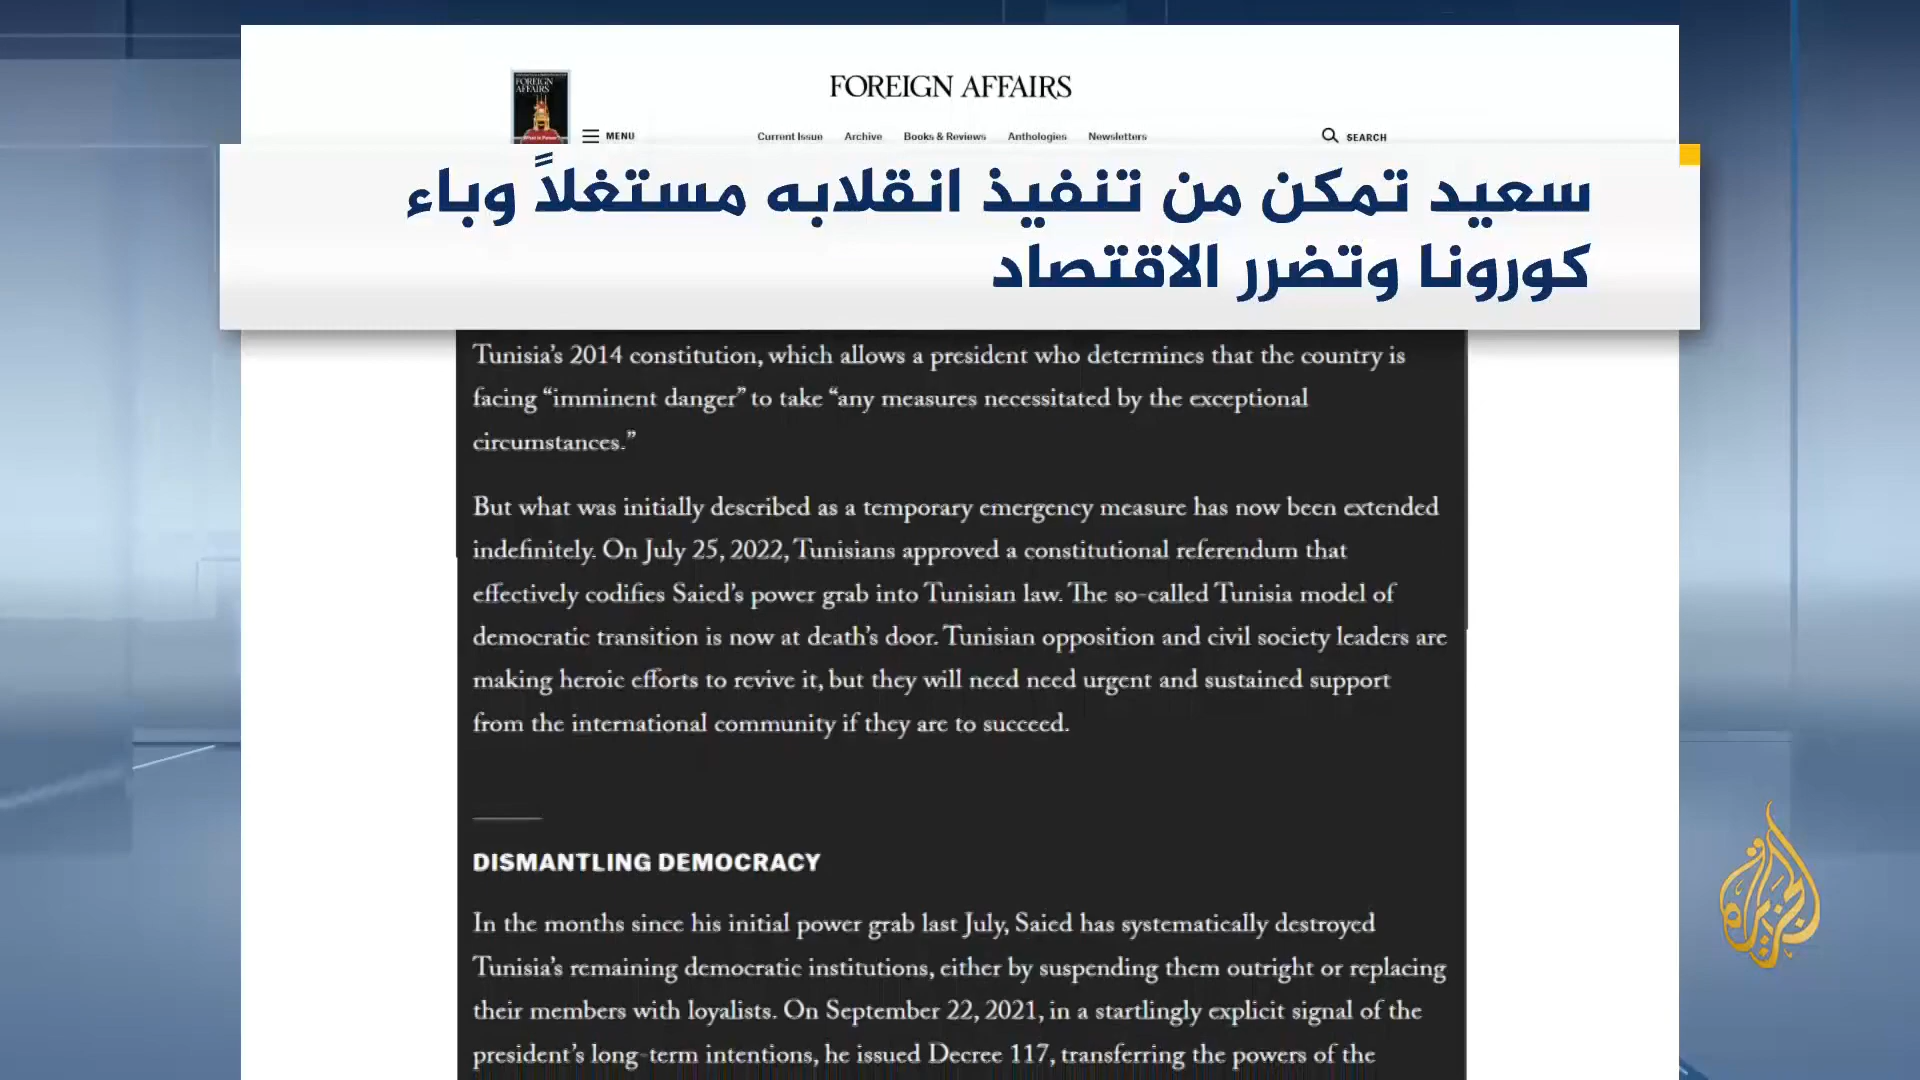 FOREIGN AFFAIRS
FOREIGN AFFAIRS
MENU
Current Issue Archive Books & Reviews Anthologies Newsletters
SEARCH
سعيد تمكن من تنفيذ انقلابه مستغلاً وباء
كورونا وتضرر الاقتصاد
Tunisia's 2014 constitution, which allows a president who determines that the country is
facing “imminent danger” to take “any measures necessitated by the exceptional
circumstances.”
But what was initially described as a temporary emergency measure has now been extended
indefinitely. On July 25, 2022, Tunisians approved a constitutional referendum that
effectively codifies Saied's power grab into Tunisian law. The so-called Tunisia model of
democratic transition is now at death's door. Tunisian opposition and civil society leaders are
making heroic efforts to revive it, but they will need need urgent and sustained support
from the international community if they are to succeed.
DISMANTLING DEMOCRACY
In the months since his initial power grab last July, Saied has systematically destroyed
Tunisia's remaining democratic institutions, either by suspending them outright or replacing
their members with loyalists. On September 22, 2021, in a startlingly explicit signal of the
president's long-term intentions, he issued Decree 117, transferring the powers of the
الجزيرة